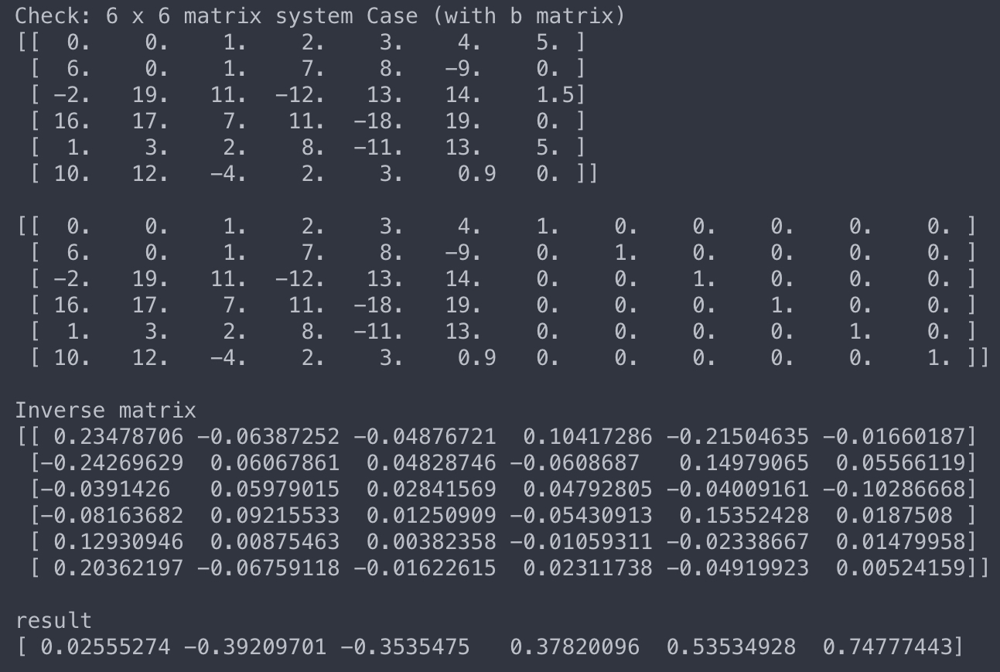 Check: 6 x 6 matrix system Case (with b matrix)
[[  0.    0.    1.    2.    3.    4.    5. ]
 [  6.    0.    1.    7.    8.   −9.    0. ]
 [ −2.   19.   11.  −12.   13.   14.    1.5]
 [ 16.   17.    7.   11.  −18.   19.    0. ]
 [  1.    3.    2.    8.  −11.   13.    5. ]
 [ 10.   12.   −4.    2.    3.    0.9   0. ]]
[[  0.    0.    1.    2.    3.    4.    1.    0.    0.    0.    0.    0. ]
 [  6.    0.    1.    7.    8.   −9.    0.    1.    0.    0.    0.    0. ]
 [ −2.   19.   11.  −12.   13.   14.    0.    0.    1.    0.    0.    0. ]
 [ 16.   17.    7.   11.  −18.   19.    0.    0.    0.    1.    0.    0. ]
 [  1.    3.    2.    8.  −11.   13.    0.    0.    0.    0.    1.    0. ]
 [ 10.   12.   −4.    2.    3.    0.9   0.    0.    0.    0.    0.    1. ]]
Inverse matrix
[[ 0.23478706 −0.06387252 −0.04876721  0.10417286 −0.21504635 −0.01660187]
 [−0.24269629  0.06067861  0.04828746 −0.0608687   0.14979065  0.05566119]
 [−0.0391426   0.05979015  0.02841569  0.04792805 −0.04009161 −0.10286668]
 [−0.08163682  0.09215533  0.01250909 −0.05430913  0.15352428  0.0187508 ]
 [ 0.12930946  0.00875463  0.00382358 −0.01059311 −0.02338667  0.01479958]
 [ 0.20362197 −0.06759118 −0.01622615  0.02311738 −0.04919923  0.00524159]]
result
[ 0.02555274 −0.39209701 −0.3535475   0.37820096  0.53534928  0.74777443]